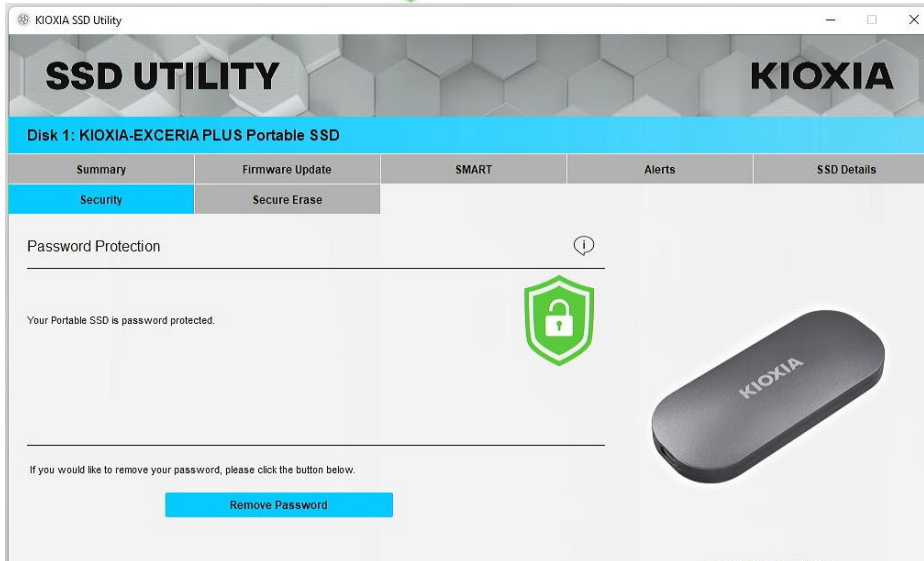 KIOXIA SSD Utility
SSD UTILITY
KIOXIA
Disk 1: KIOXIA-EXCERIA PLUS Portable SSD
Summary Firmware Update SMART Alerts SSD Details
Security Secure Erase
Password Protection
Your Portable SSD is password protected.
KIOXIA
If you would like to remove your password, please click the button below.
Remove Password